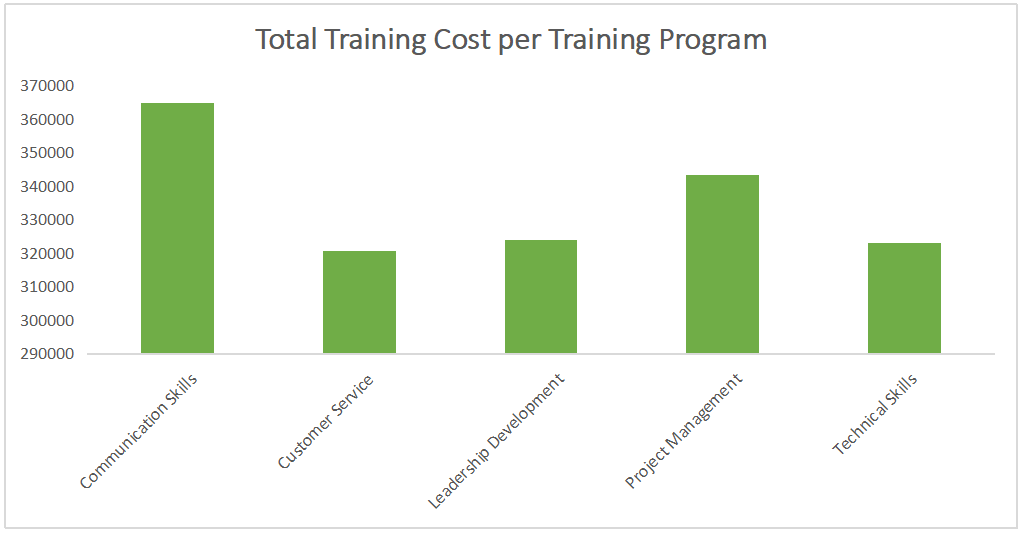 Total Training Cost per Training Program
370000
360000
350000
340000
330000
320000
310000
300000
290000
Communication Skills
Customer Service
Leadership Development
Project Management
Technical Skills